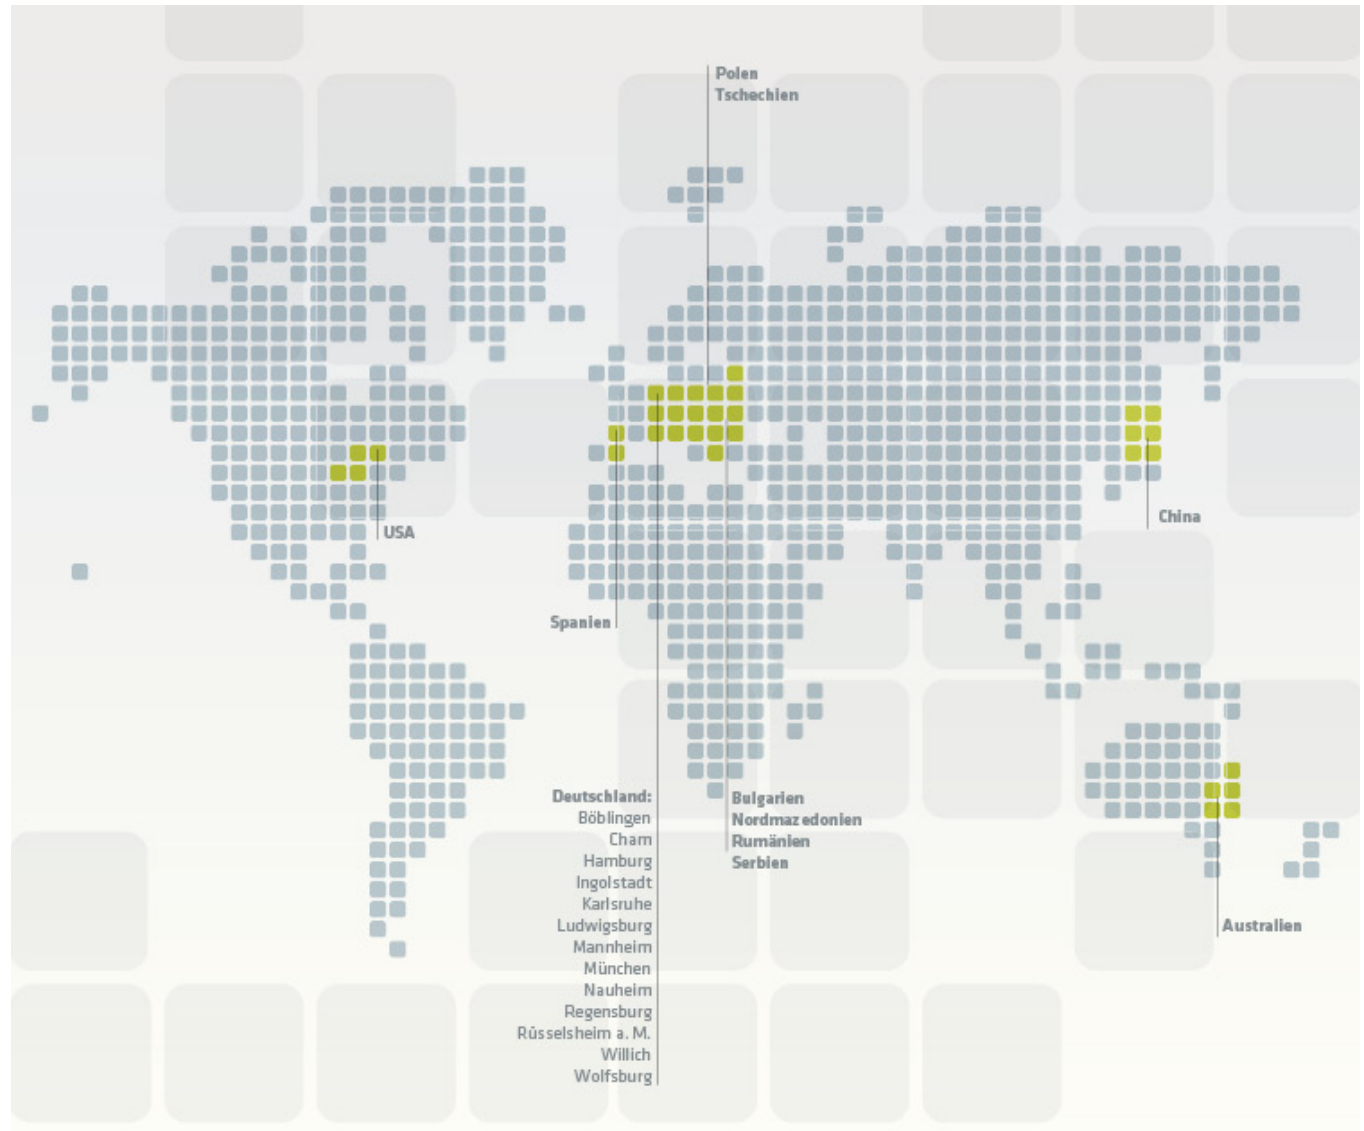 Polen
Tschechien
USA
China
Spanien
Deutschland:
Böblingen
Cham
Hamburg
Ingolstadt
Karlsruhe
Ludwigsburg
Mannheim
München
Nauheim
Regensburg
Rüsselsheim a. M.
Willich
Wolfsburg
Bulgarien
Nordmazedonien
Rumänien
Serbien
Australien